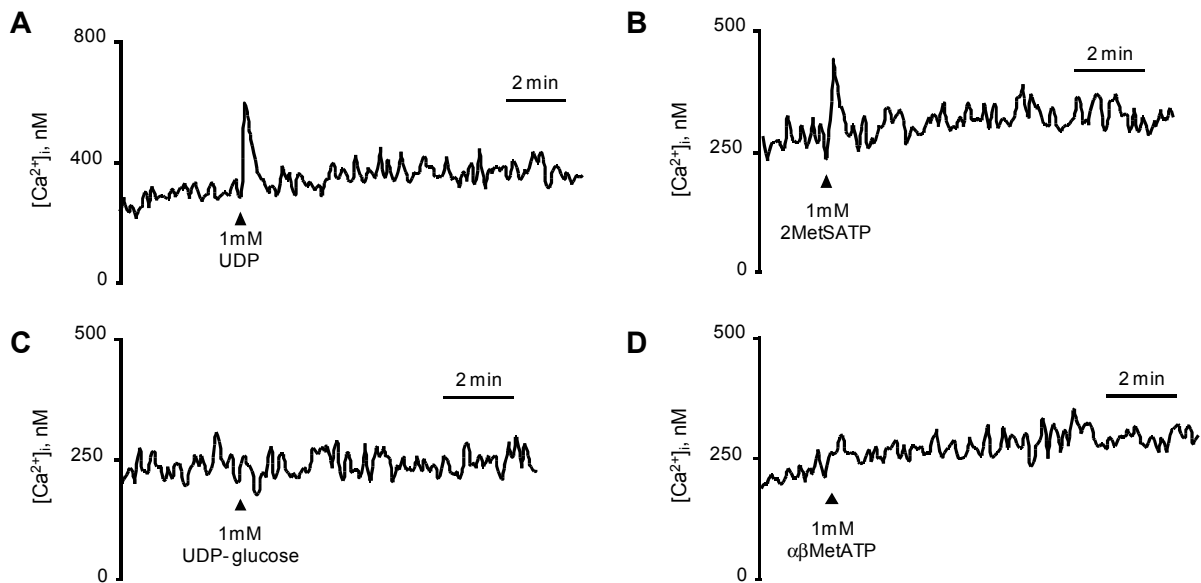 A
800
400
0
[Ca²⁺]ᵢ, nM
2 min
1mM
UDP
B
500
250
0
[Ca²⁺]ᵢ, nM
2 min
1mM
2MetSATP
C
500
250
0
[Ca²⁺]ᵢ, nM
2 min
1mM
UDP-glucose
D
500
250
0
[Ca²⁺]ᵢ, nM
2 min
1mM
αβMetATP